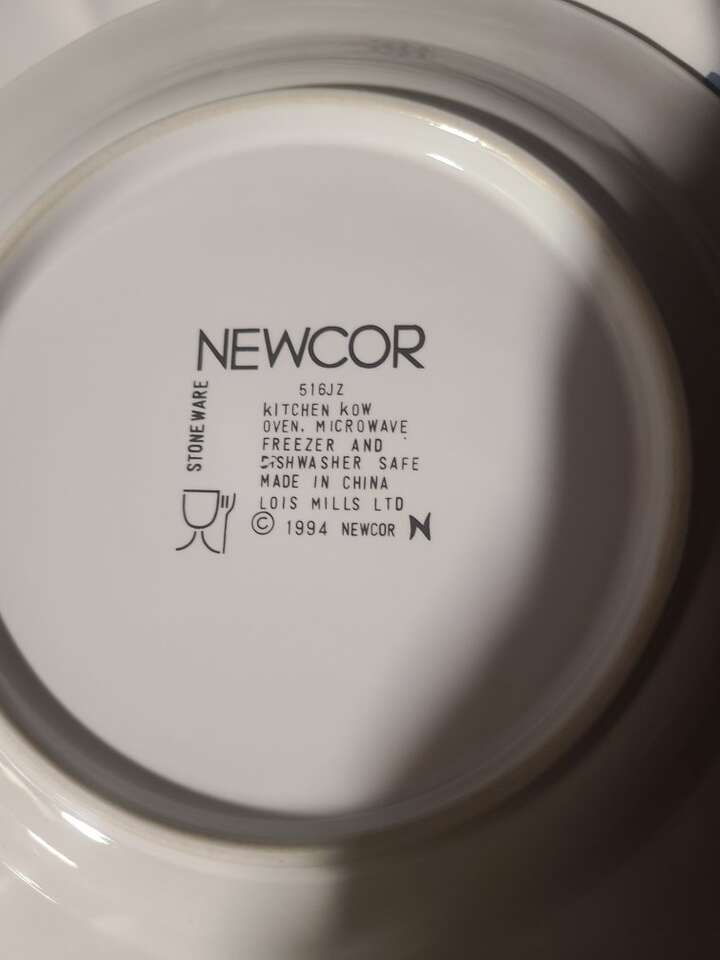 NEWCOR
STONEWARE
516JZ
KITCHEN KOW
OVEN, MICROWAVE
FREEZER AND
DISHWASHER SAFE
MADE IN CHINA
LOIS MILLS LTD
© 1994 NEWCOR N